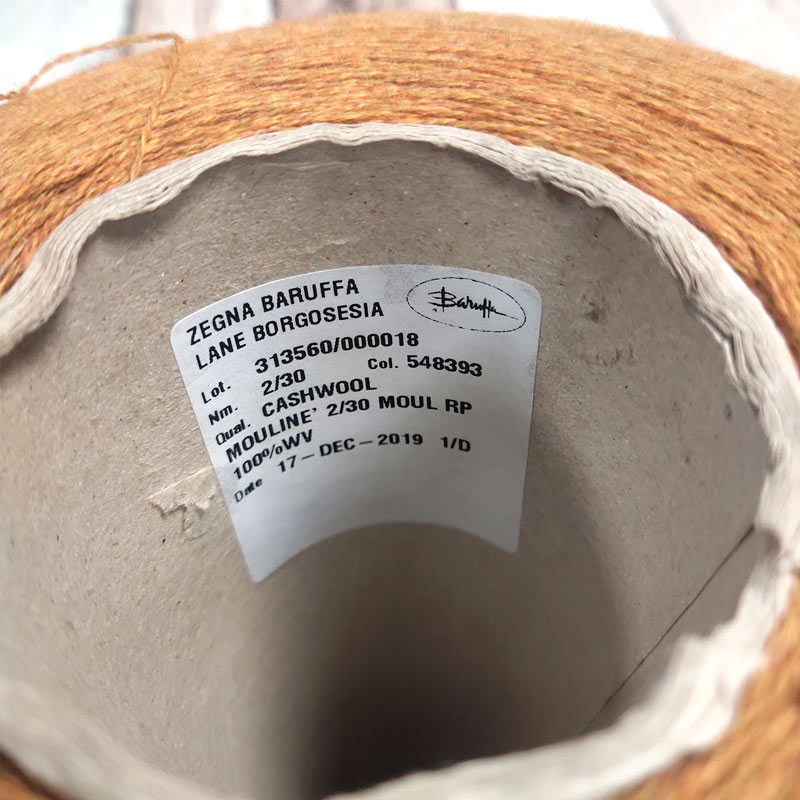 ZEGNA BARUFFA
LANE BORGOSESIA
Baruffa
Lot. 313560/000018
Nm. 2/30 Col. 548393
Qual. CASHWOOL
MOULINE' 2/30 MOUL RP
100%WV
Date 17-DEC-2019 1/D